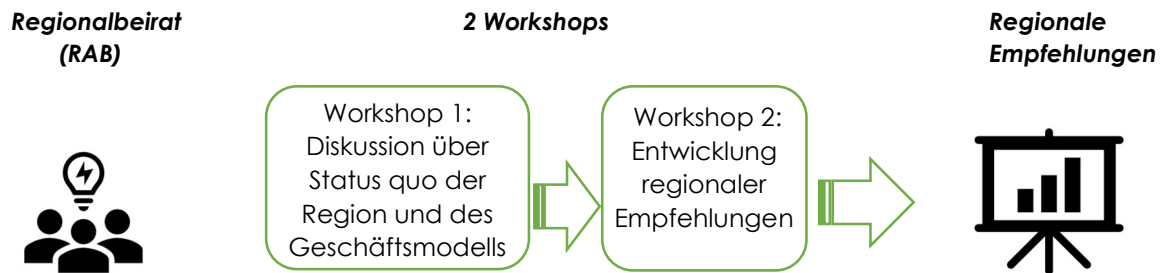 Regionalbeirat
(RAB)
2 Workshops
Regionale
Empfehlungen
Workshop 1:
Diskussion über
Status quo der
Region und des
Geschäftsmodells
Workshop 2:
Entwicklung
regionaler
Empfehlungen